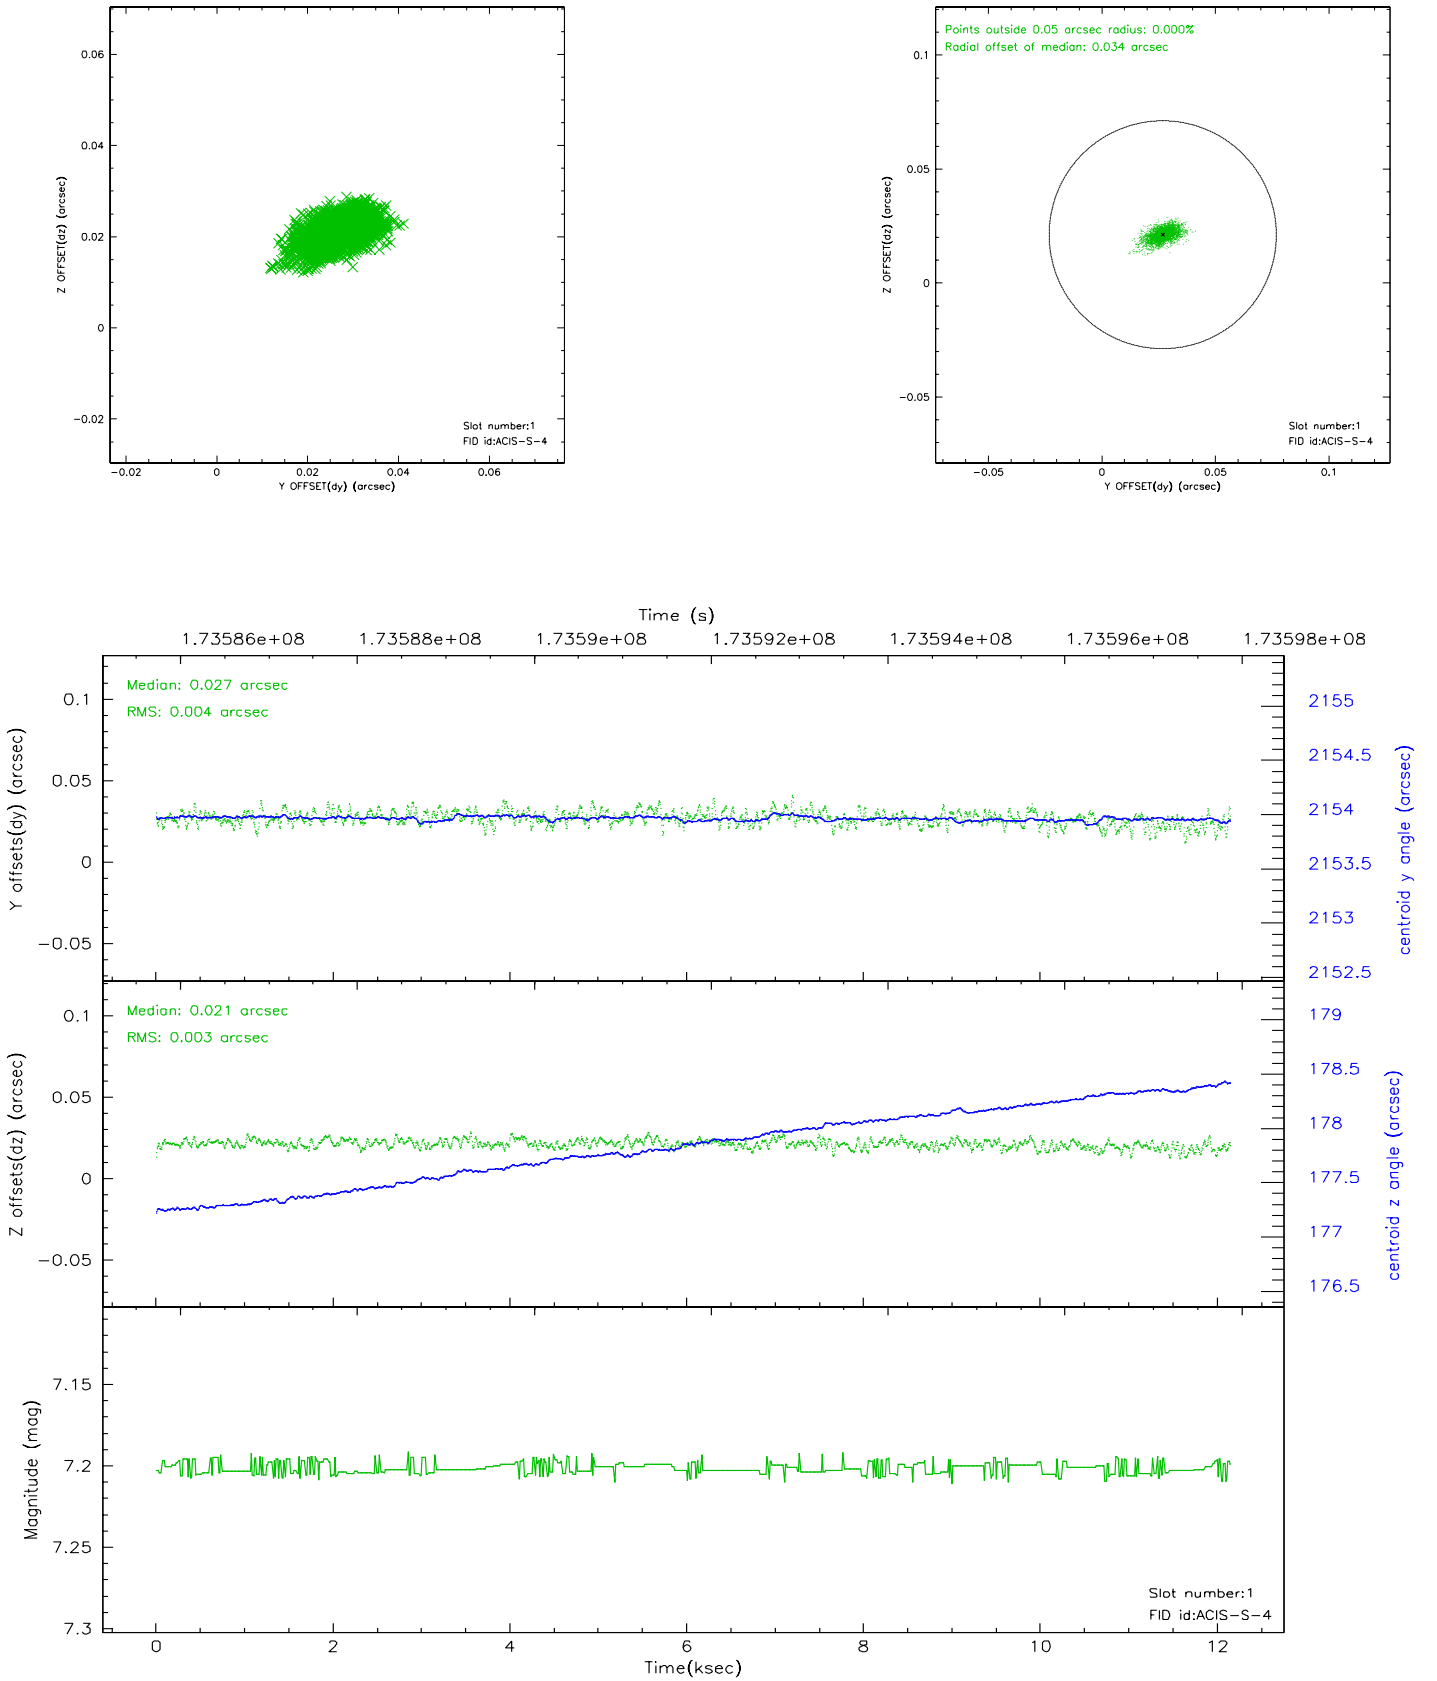 0.06
0.04
0.02
0
−0.02
Z OFFSET(dz) (arcsec)
Slot number:1
FID id:ACIS−S−4
−0.02 0 0.02 0.04 0.06
Y OFFSET(dy) (arcsec)
Points outside 0.05 arcsec radius: 0.000%
Radial offset of median: 0.034 arcsec
0.1
0.05
0
−0.05
Z OFFSET(dz) (arcsec)
Slot number:1
FID id:ACIS−S−4
−0.05 0 0.05 0.1
Y OFFSET(dy) (arcsec)
Time (s)
1.73586e+08 1.73588e+08 1.7359e+08 1.73592e+08 1.73594e+08 1.73596e+08 1.73598e+08
Median: 0.027 arcsec
RMS: 0.004 arcsec
0.1
0.05
0
−0.05
Y offsets(dy) (arcsec)
2155
2154.5
2154
2153.5
2153
2152.5
centroid y angle (arcsec)
Median: 0.021 arcsec
RMS: 0.003 arcsec
0.1
0.05
0
−0.05
Z offsets(dz) (arcsec)
179
178.5
178
177.5
177
176.5
centroid z angle (arcsec)
7.15
7.2
7.25
7.3
Magnitude (mag)
Slot number:1
FID id:ACIS−S−4
0 2 4 6 8 10 12
Time(ksec)